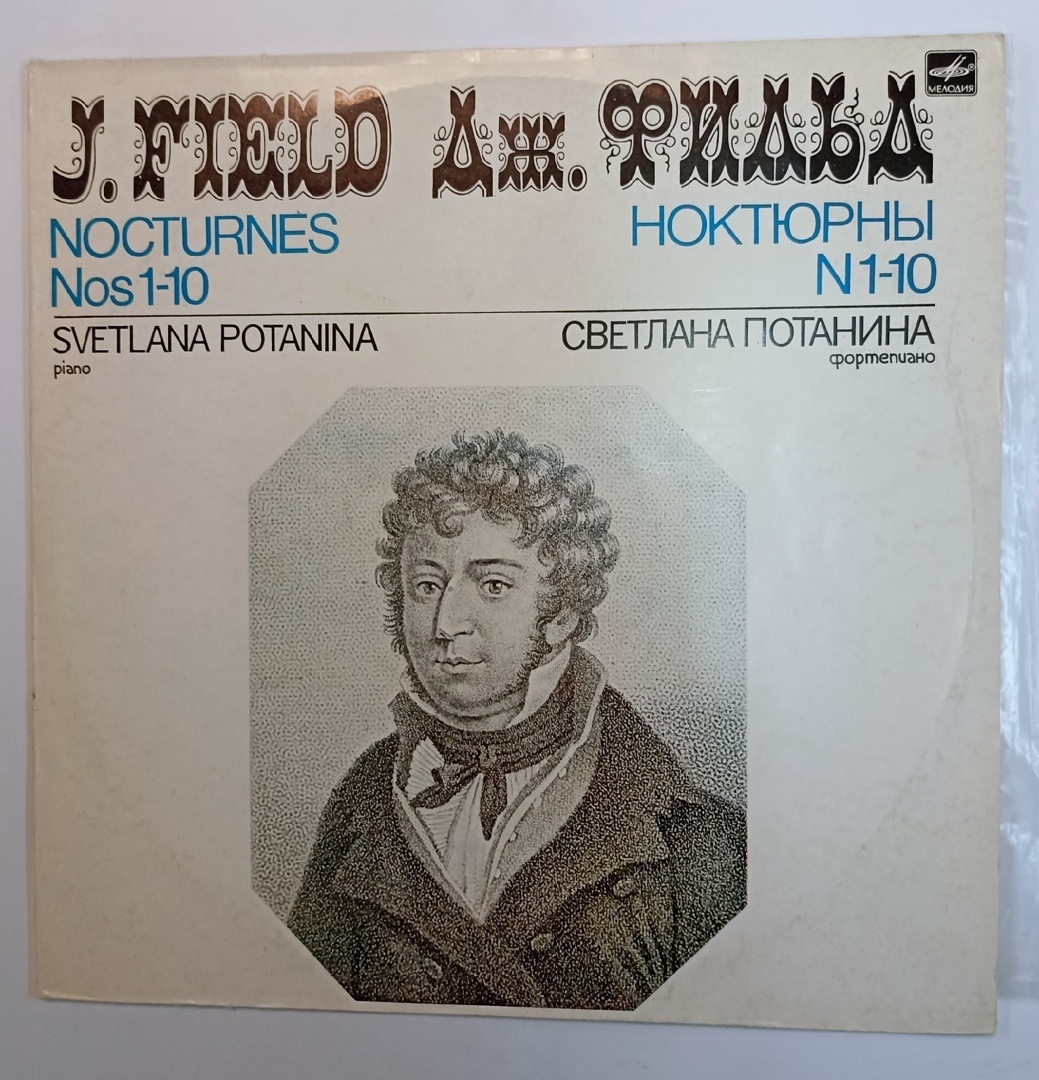 J. FIELD Дж. ФИЛЬД
МЕЛОДИЯ
NOCTURNES НОКТЮРНЫ
Nos 1-10 N 1-10
SVETLANA POTANINA СВЕТЛАНА ПОТАНИНА
piano фортепиано